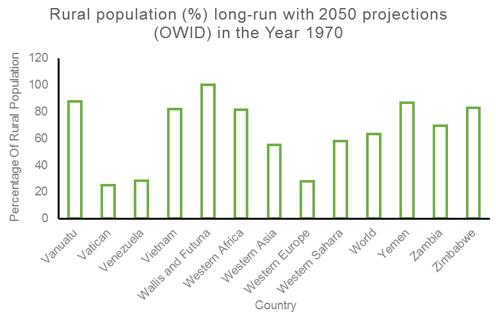 Rural population (%) long-run with 2050 projections
(OWID) in the Year 1970
Percentage Of Rural Population
120
100
80
60
40
20
0
Vanuatu
Vatican
Venezuela
Vietnam
Wallis and Futuna
Western Africa
Western Asia
Western Europe
Western Sahara
World
Yemen
Zambia
Zimbabwe
Country